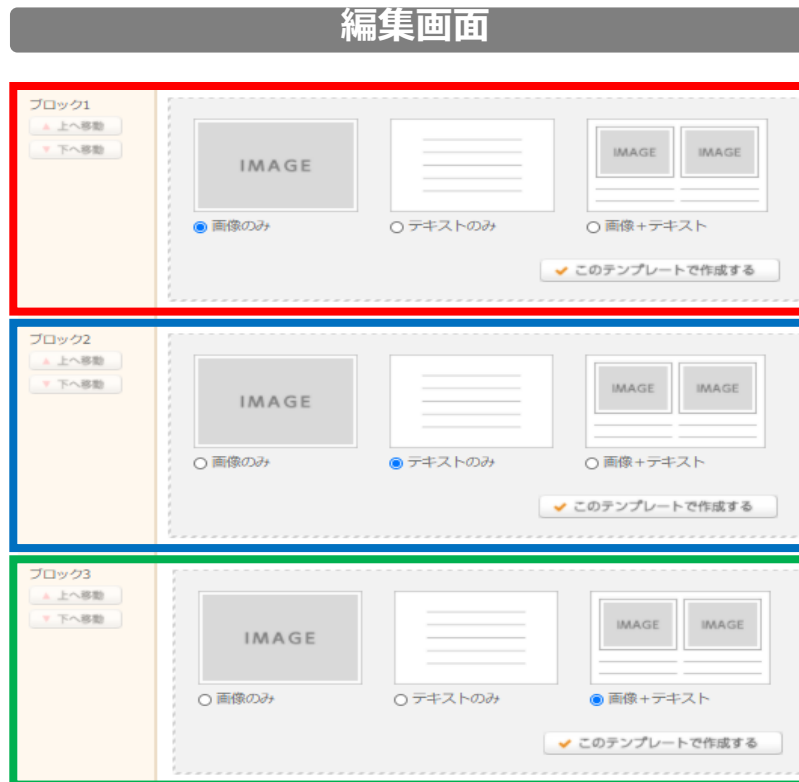 編集画面
ブロック1
▲ 上へ移動
▼ 下へ移動
IMAGE
IMAGE IMAGE
画像のみ テキストのみ 画像+テキスト
このテンプレートで作成する
ブロック2
▲ 上へ移動
▼ 下へ移動
IMAGE
IMAGE IMAGE
画像のみ テキストのみ 画像+テキスト
このテンプレートで作成する
ブロック3
▲ 上へ移動
▼ 下へ移動
IMAGE
IMAGE IMAGE
画像のみ テキストのみ 画像+テキスト
このテンプレートで作成する